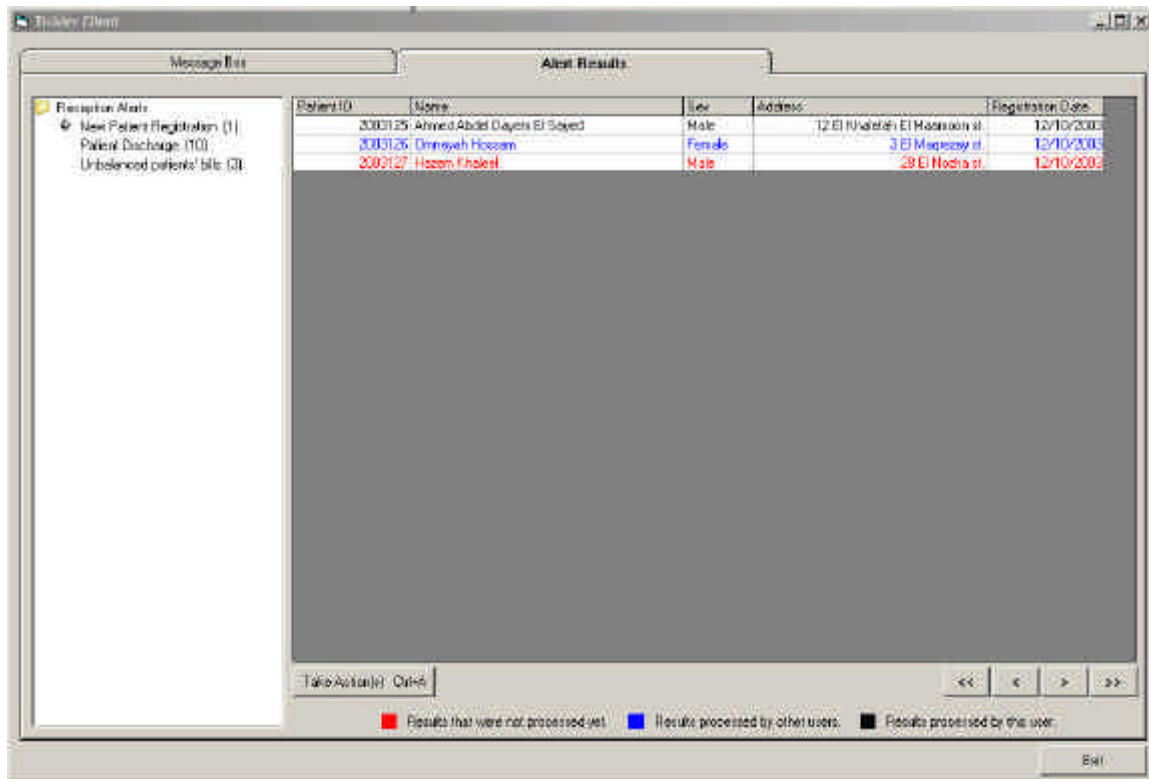 Tickler Client
Message Box
Alert Results
Reception Alerts
New Patient Registration (1)
Patient Discharge (10)
Unbalanced patients' bills (3)
Patient ID Name Sex Address Registration Date
2003125 Ahmed Abdel Dayem El Sayed Male 12 El Khalefah El Maamoon st. 12/10/2003
2003126 Omneyah Hossam Female 3 El st. 12/10/2003
2003127 Hazem Khaleel Male 28 El Nozha st. 12/10/2003
Take Action(s) Ctrl+A
<< < > >>
Results that were not processed yet. Results processed by other users. Results processed by this user.
Exit